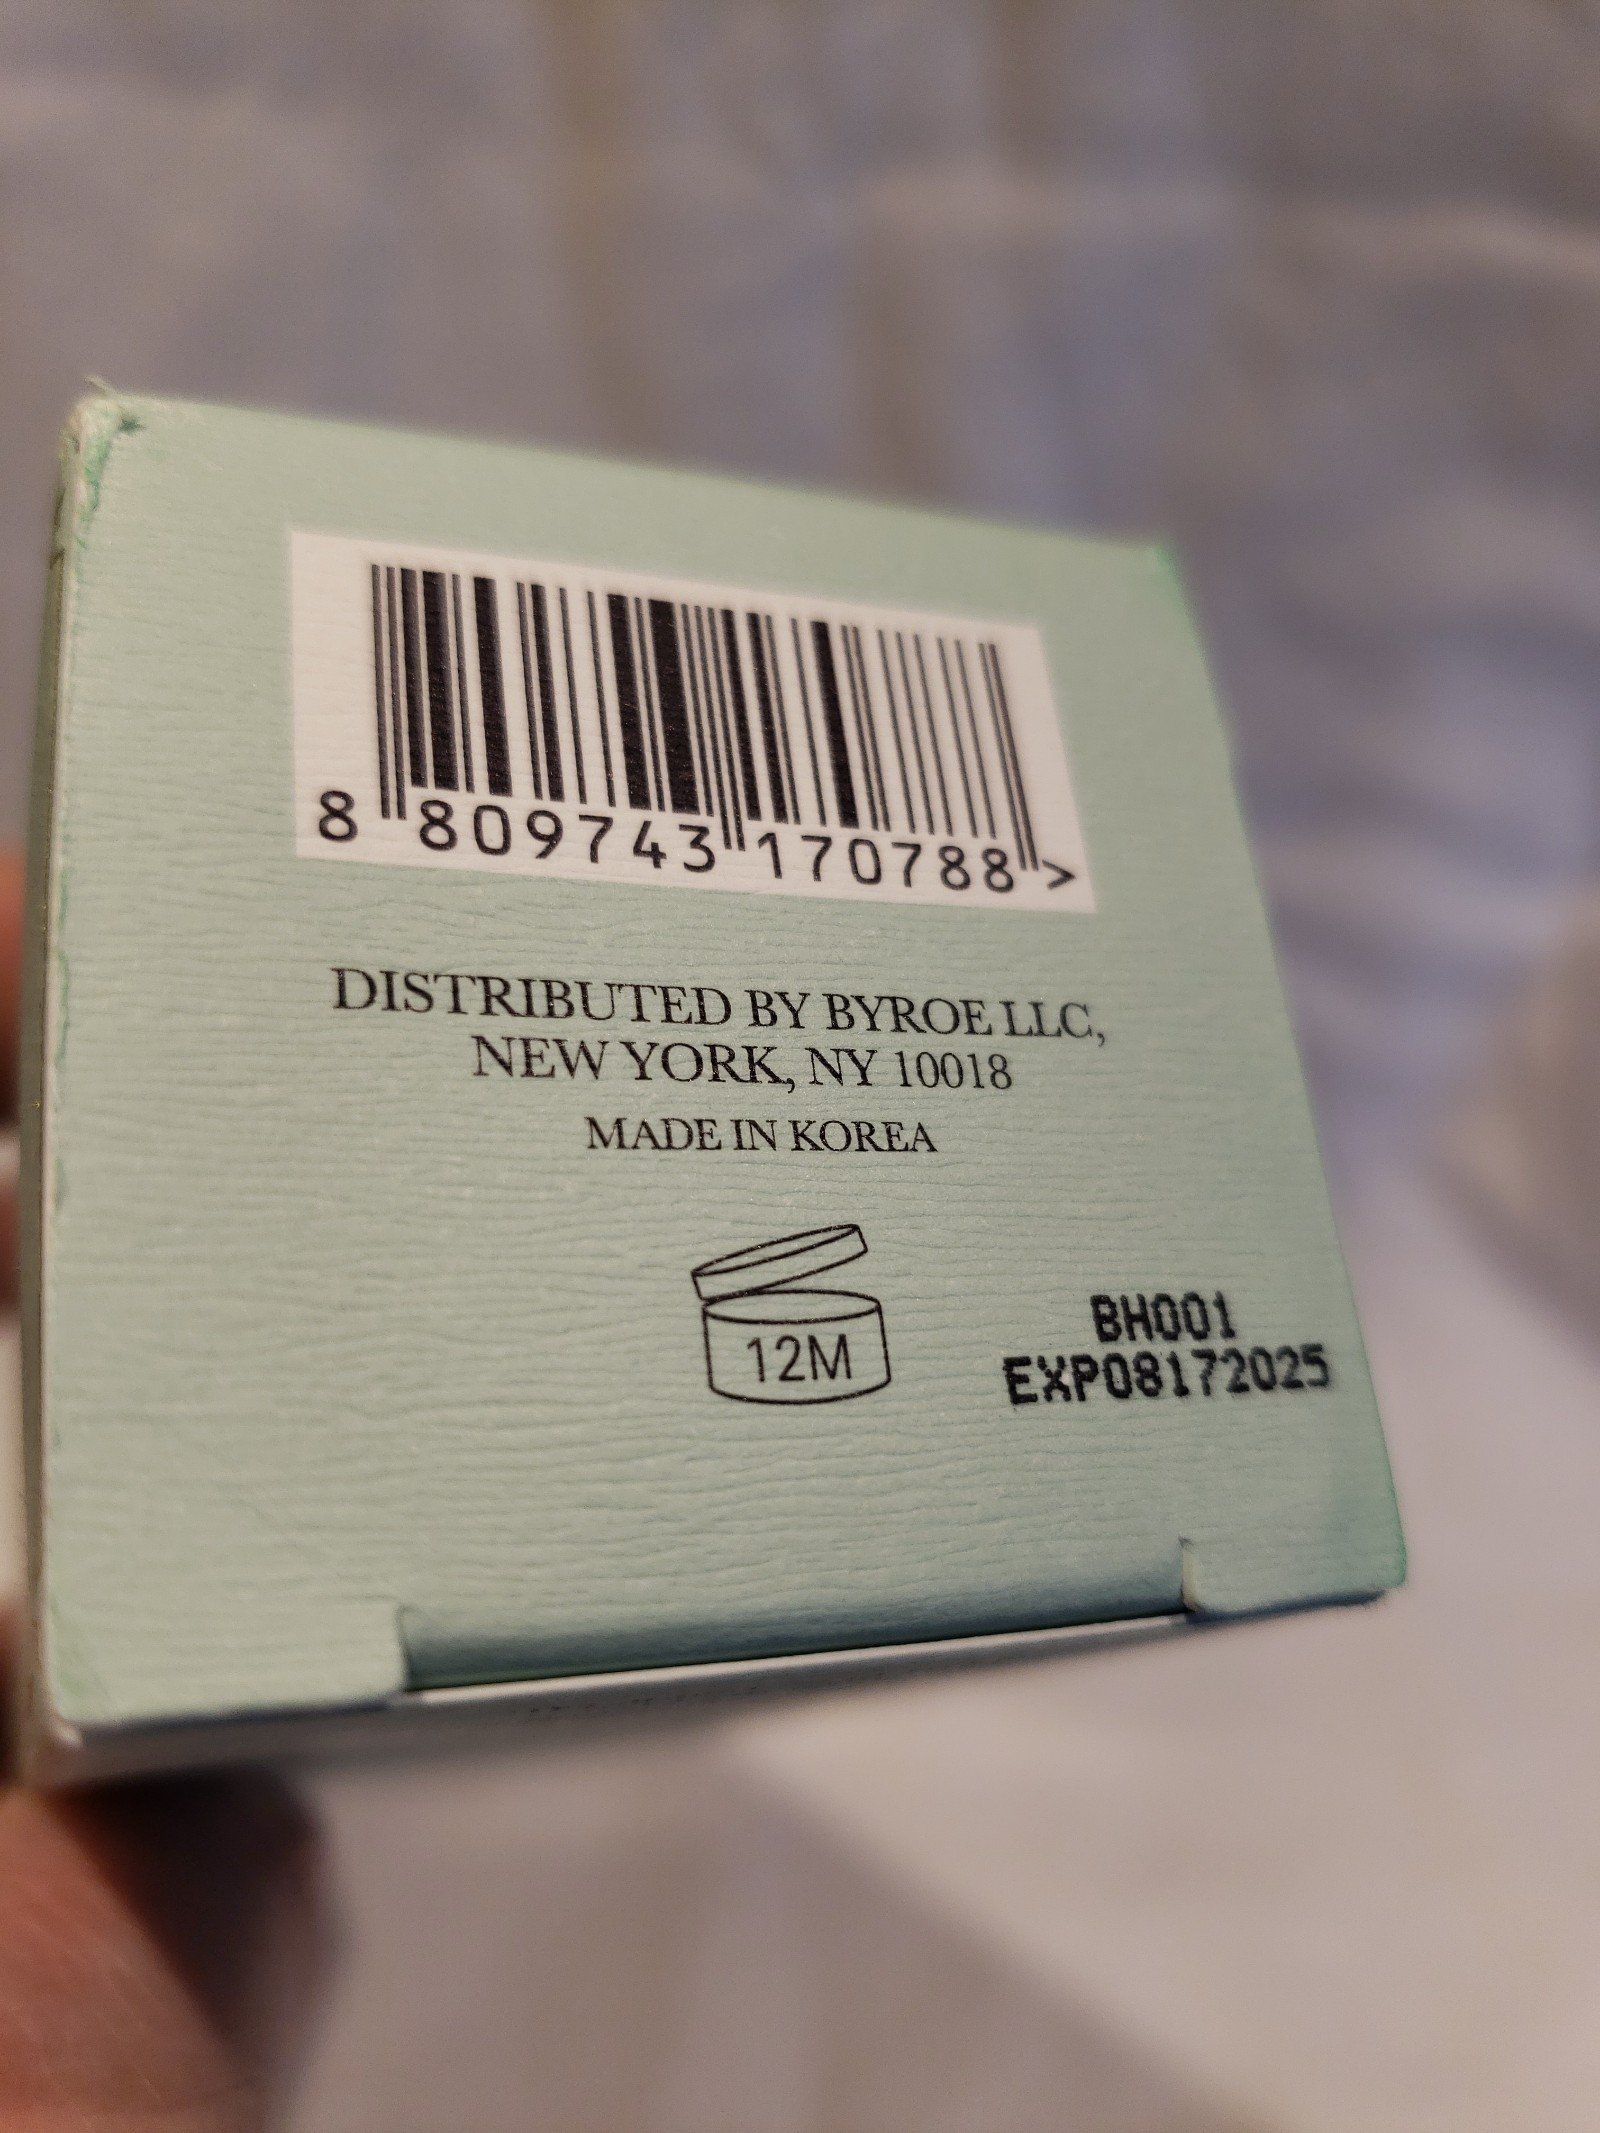 8 809743 170788 >
DISTRIBUTED BY BYROE LLC,
NEW YORK, NY 10018
MADE IN KOREA
12M
BH001
EXP08172025